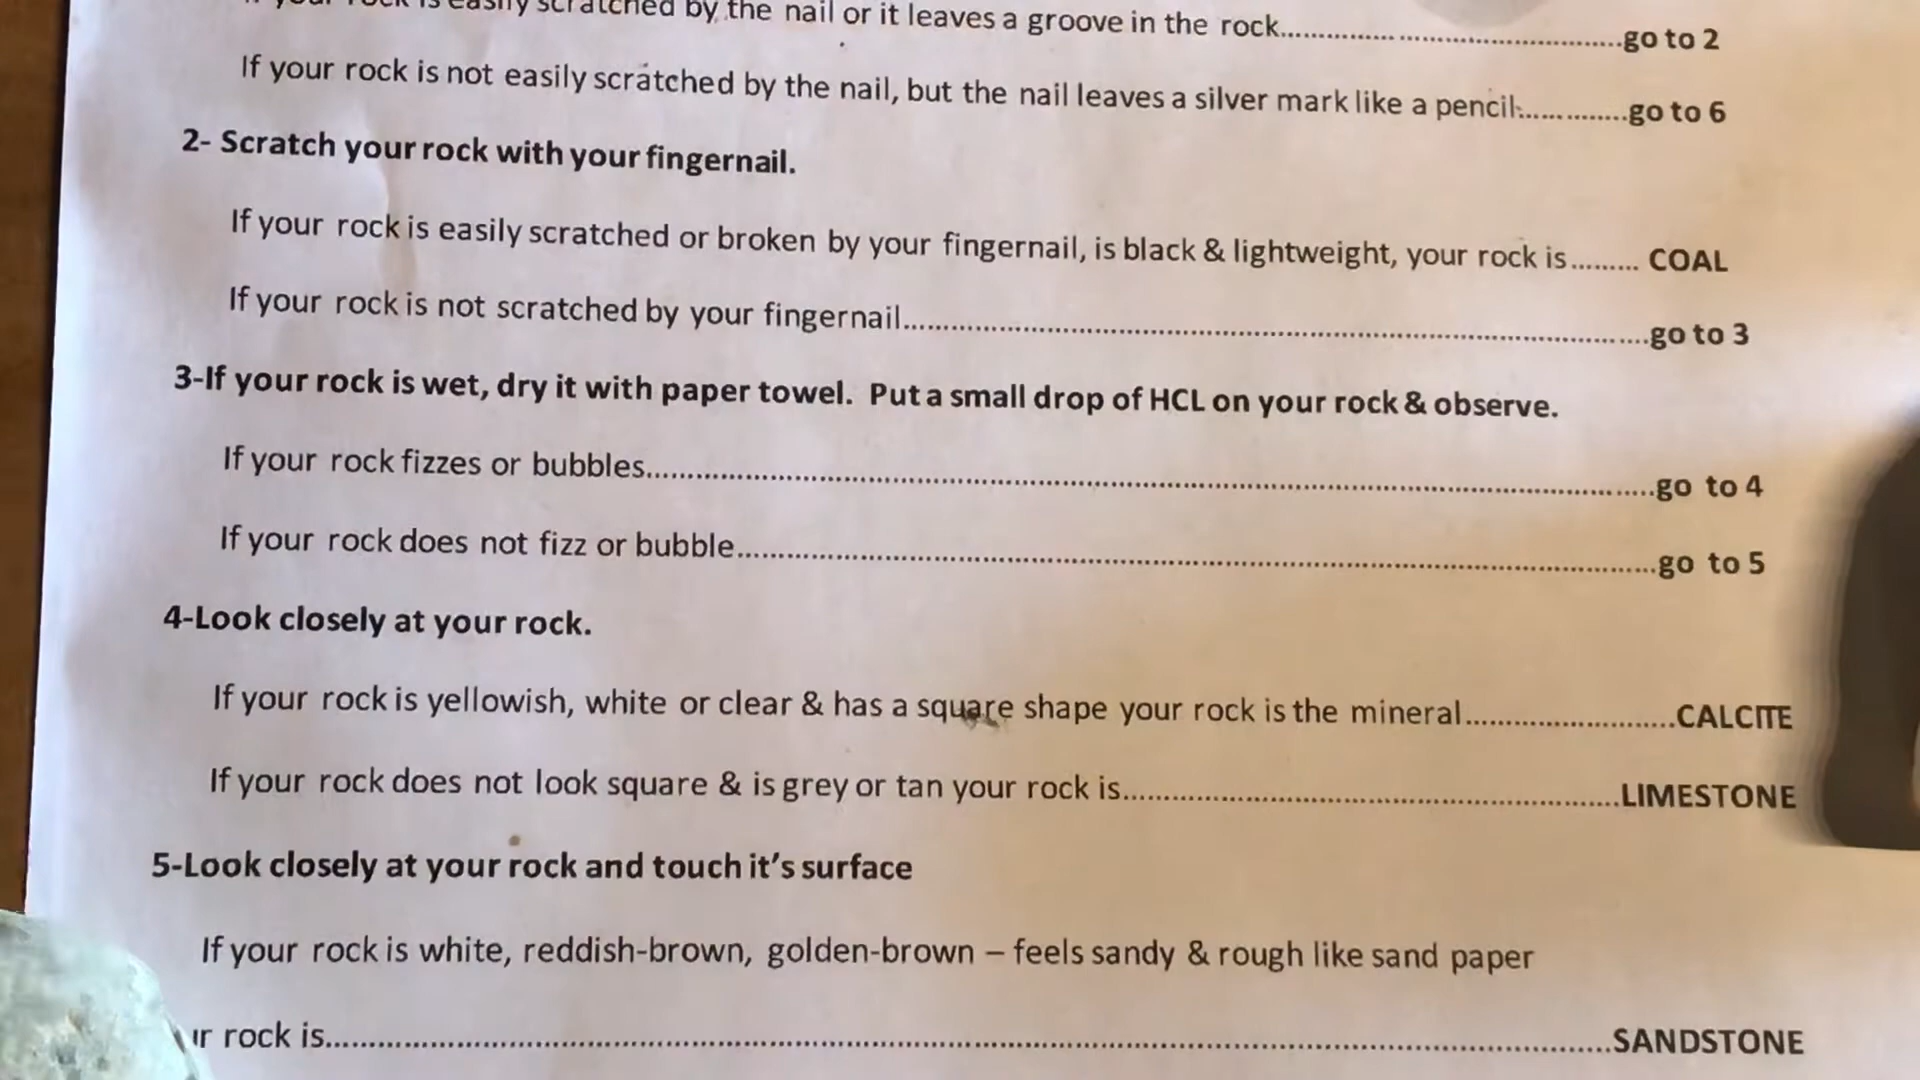 If your rock is easily scratched by the nail or it leaves a groove in the rock..................................................go to 2
If your rock is not easily scratched by the nail, but the nail leaves a silver mark like a pencil..............go to 6
2- Scratch your rock with your fingernail.
If your rock is easily scratched or broken by your fingernail, is black & lightweight, your rock is......... COAL
If your rock is not scratched by your fingernail..................................................................................................go to 3
3-If your rock is wet, dry it with paper towel. Put a small drop of HCL on your rock & observe.
If your rock fizzes or bubbles....................................................................................................................................go to 4
If your rock does not fizz or bubble........................................................................................................................go to 5
4-Look closely at your rock.
If your rock is yellowish, white or clear & has a square shape your rock is the mineral...........................CALCITE
If your rock does not look square & is grey or tan your rock is.................................................................LIMESTONE
5-Look closely at your rock and touch it's surface
If your rock is white, reddish-brown, golden-brown – feels sandy & rough like sand paper
ur rock is.....................................................................................................................................................................SANDSTONE